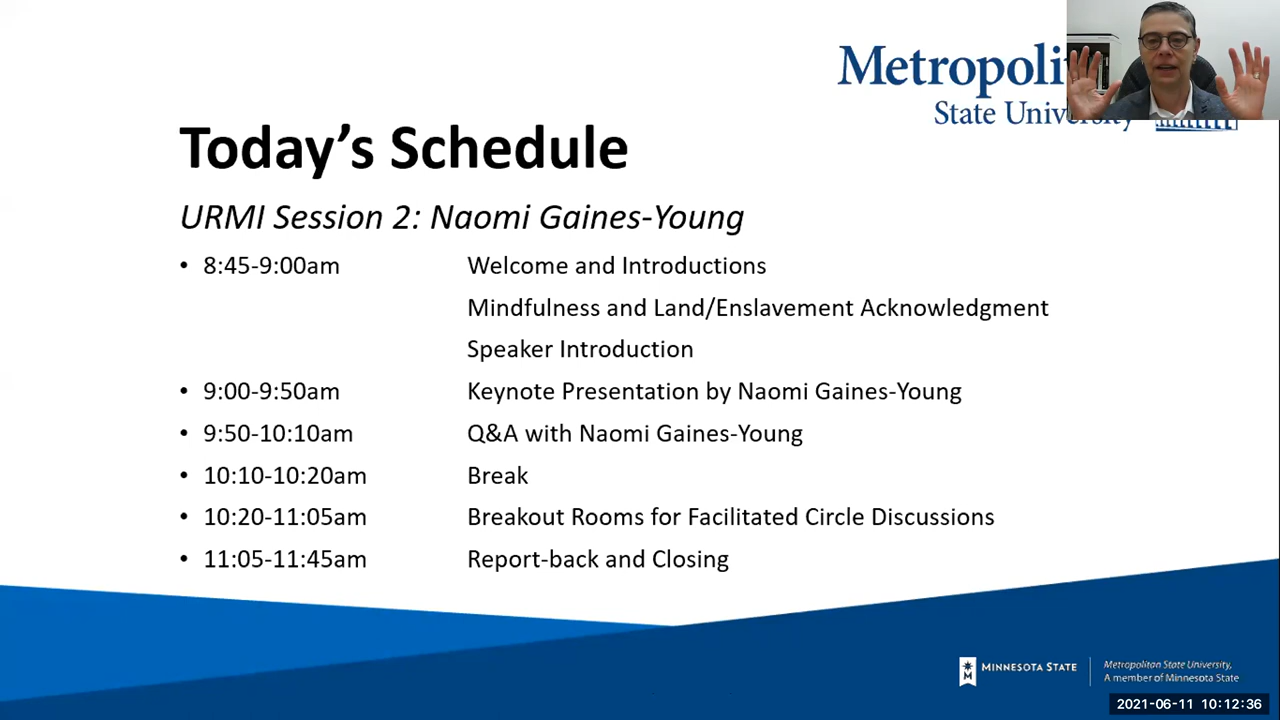 Metropolit
State University
Today's Schedule
URMI Session 2: Naomi Gaines-Young
• 8:45-9:00am Welcome and Introductions
Mindfulness and Land/Enslavement Acknowledgment
Speaker Introduction
• 9:00-9:50am Keynote Presentation by Naomi Gaines-Young
• 9:50-10:10am Q&A with Naomi Gaines-Young
• 10:10-10:20am Break
• 10:20-11:05am Breakout Rooms for Facilitated Circle Discussions
• 11:05-11:45am Report-back and Closing
M
MINNESOTA STATE
Metropolitan State University,
A member of Minnesota State
2021-06-11 10:12:36